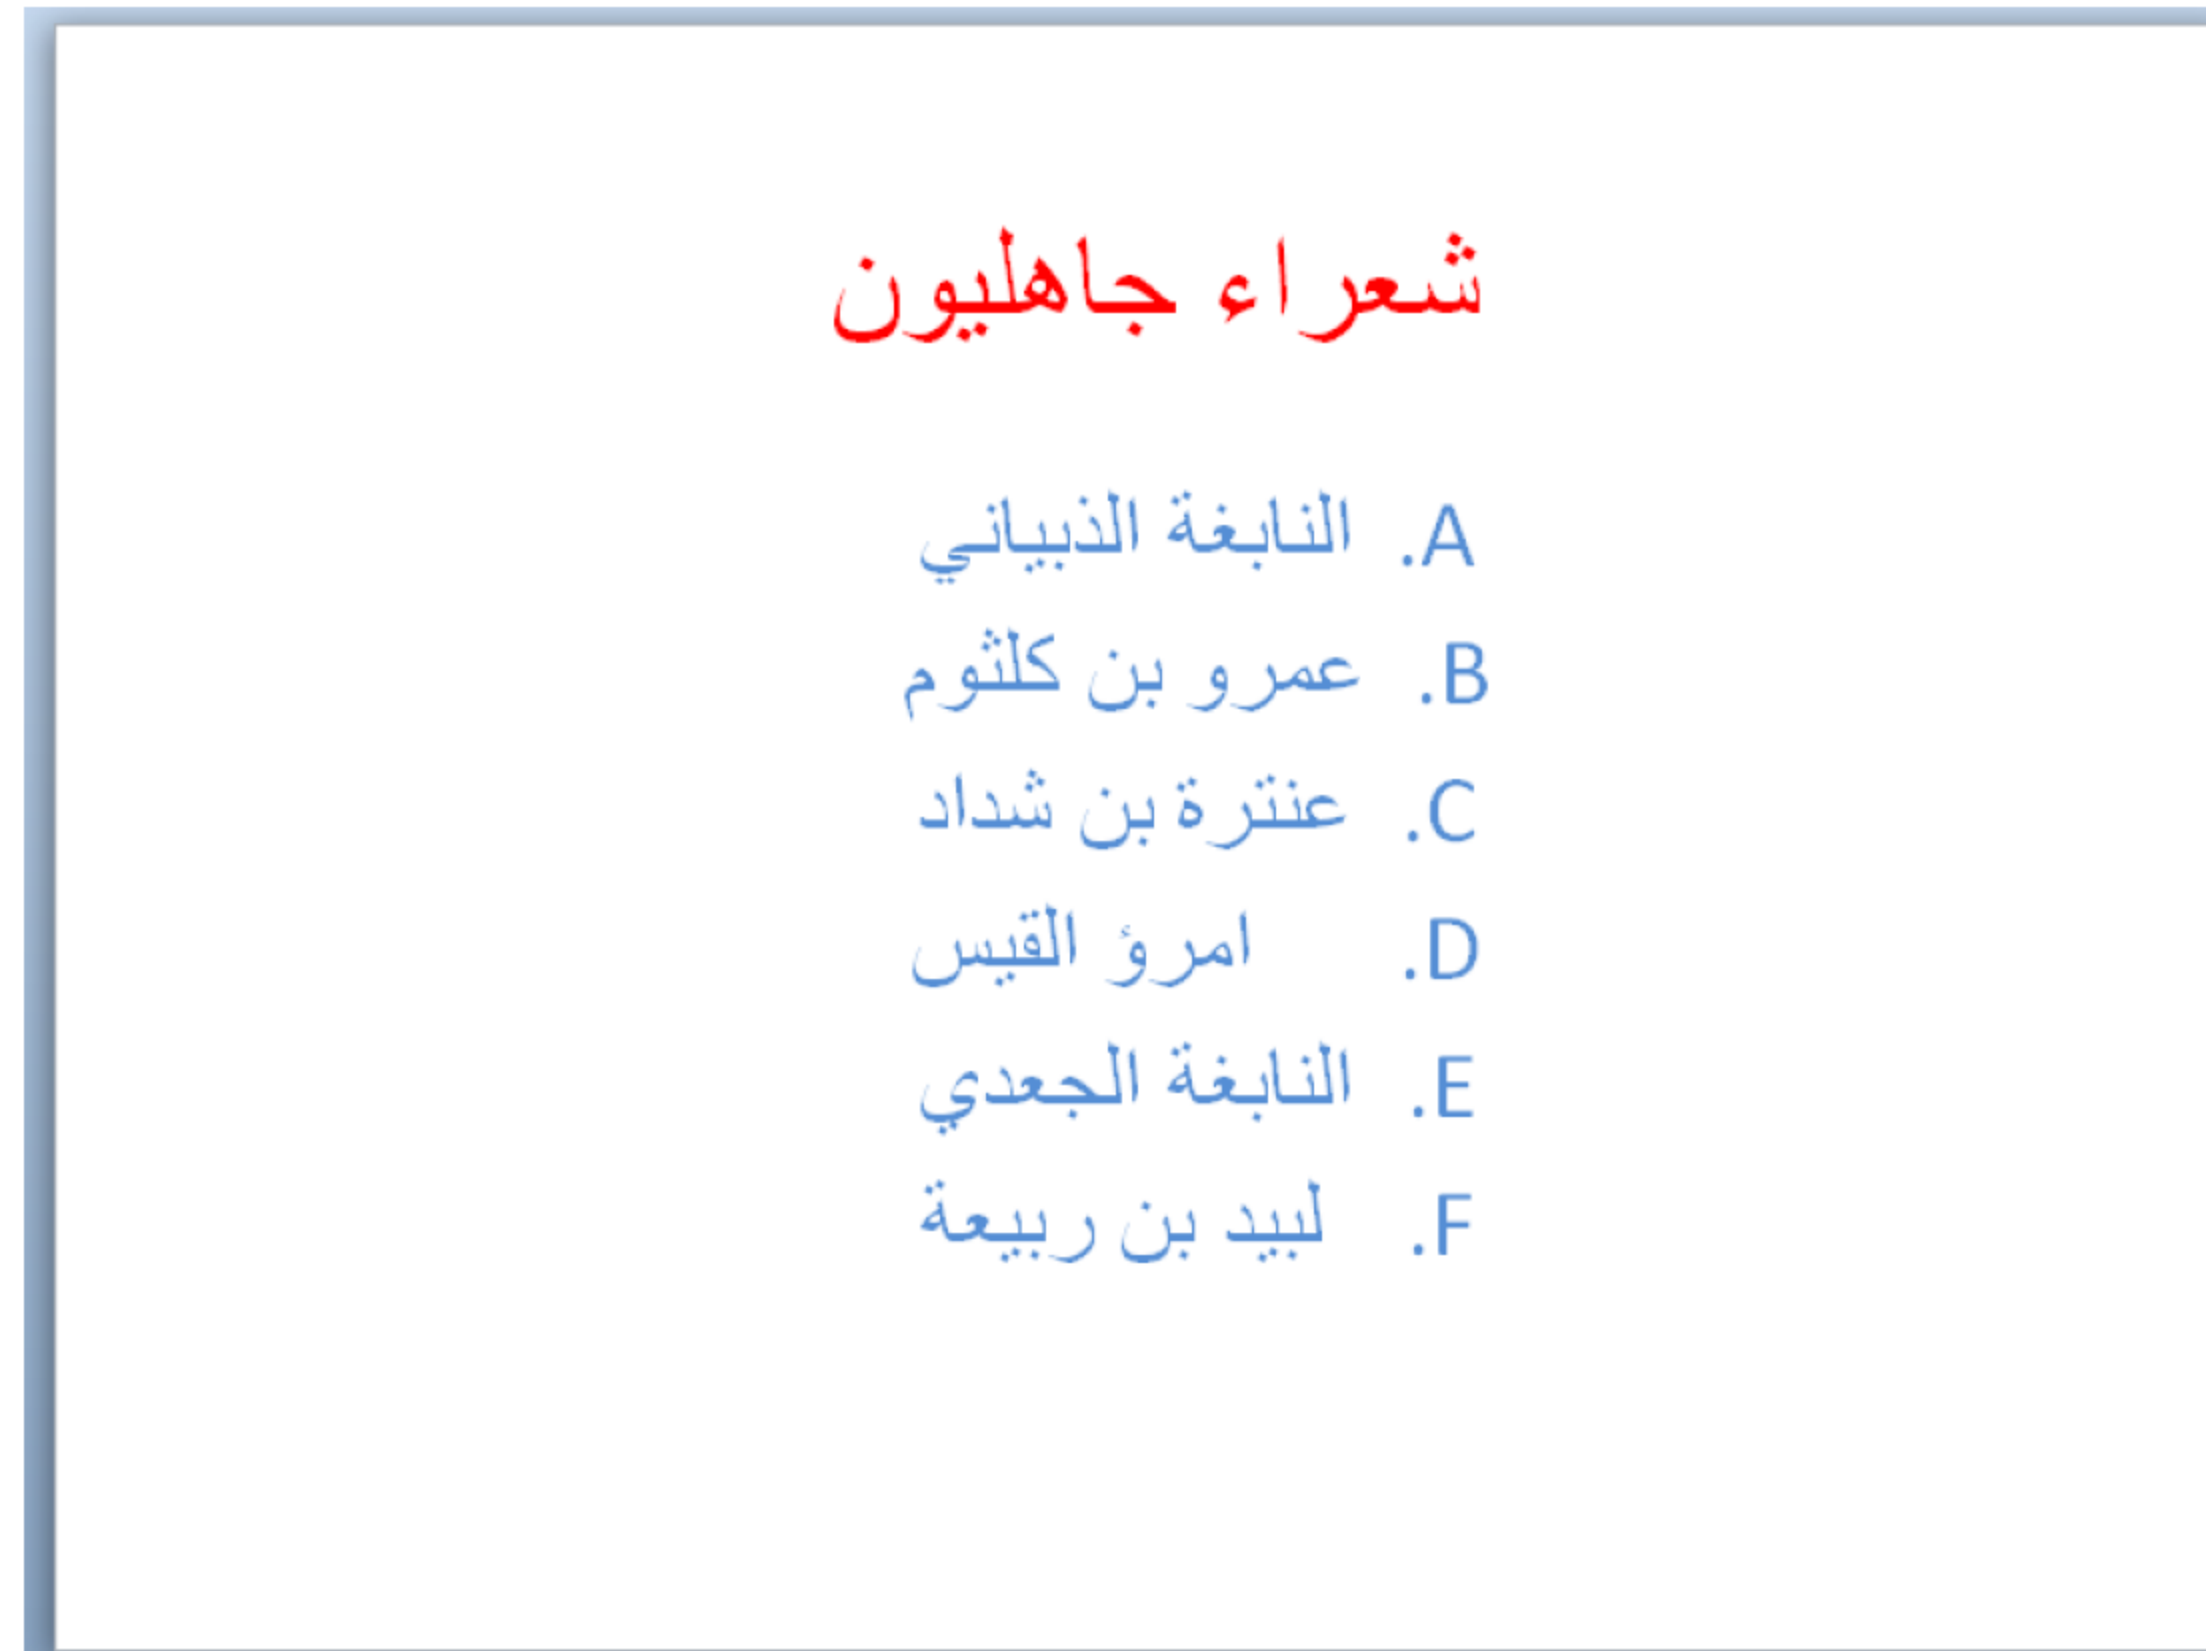 شعراء جاهليون
A. النابغة الذبياني
B. عمرو بن كلثوم
C. عنترة بن شداد
D. امرؤ القيس
E. النابغة الجعدي
F. لبيد بن ربيعة